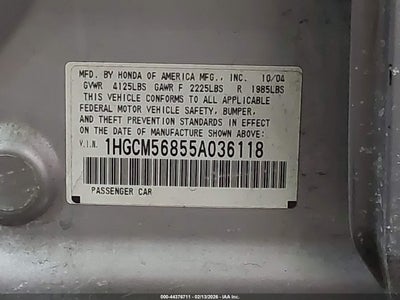 MFD. BY HONDA OF AMERICA MFG., INC. 10/04
GVWR 4125LBS GAWR F 2225LBS R 1985LBS
THIS VEHICLE CONFORMS TO ALL APPLICABLE
FEDERAL MOTOR VEHICLE SAFETY, BUMPER,
AND THEFT PREVENTION STANDARDS IN EFFECT
ON THE DATE OF MANUFACTURE SHOWN ABOVE.
V.I.N. 1HGCM56855A036118
PASSENGER CAR
000-44376711 - 02/13/2026 - IAA Inc.